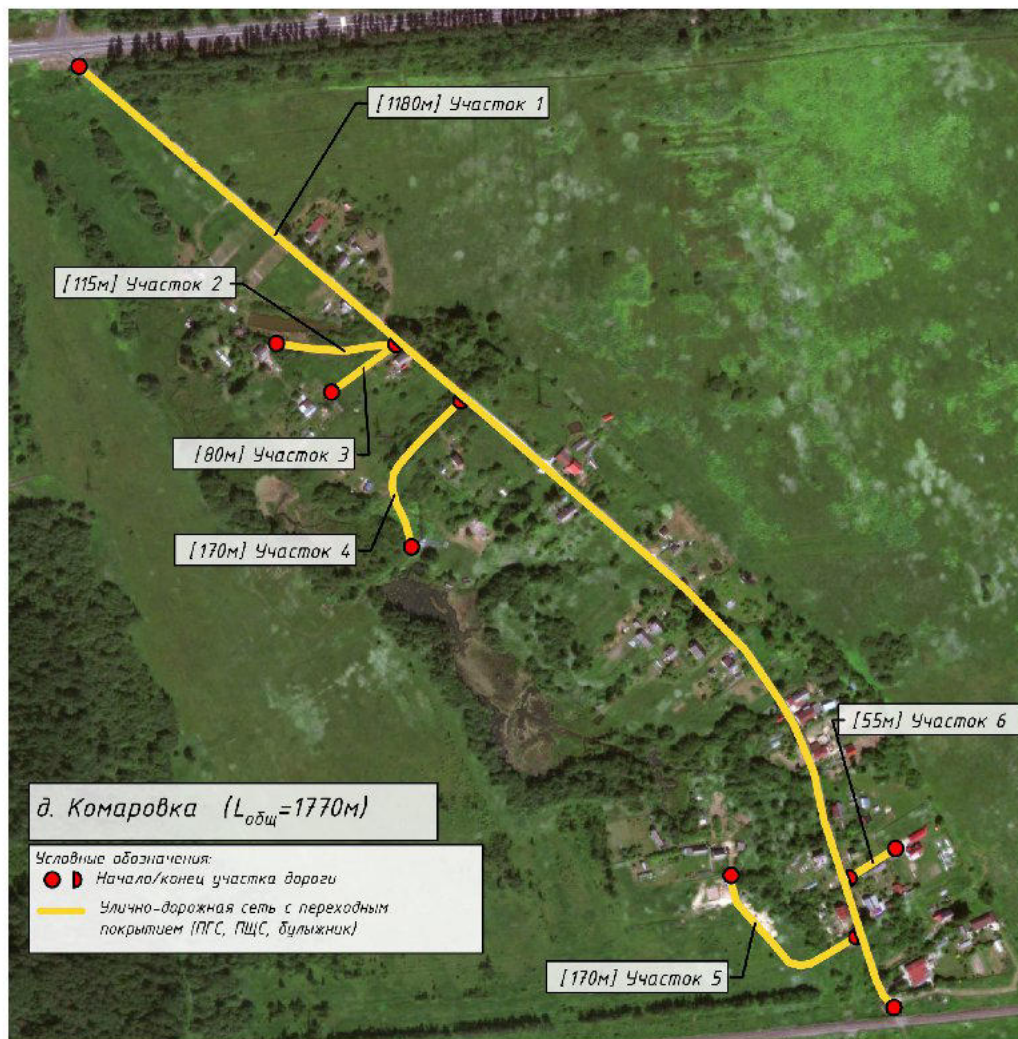 [1180м] Участок 1
[115м] Участок 2
[80м] Участок 3
[170м] Участок 4
[55м] Участок 6
д. Комаровка (Lобщ=1770м)
Условные обозначения:
Начало/конец участка дороги
Улично-дорожная сеть с переходным
покрытием (ПГС, ПЩС, булыжник)
[170м] Участок 5